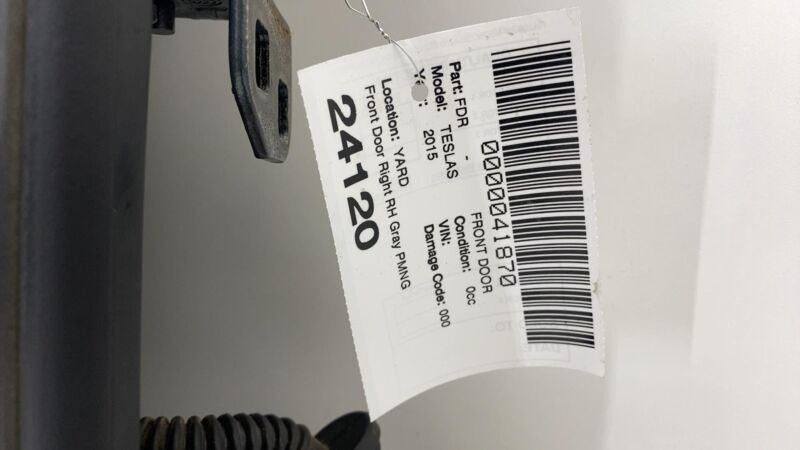 0000041870
Part: FDR - FRONT DOOR
Model: TESLAS Condition: 0cc
2015 VIN:
Damage Code: 000
Location: YARD
Front Door Right RH Gray PMNG
24120